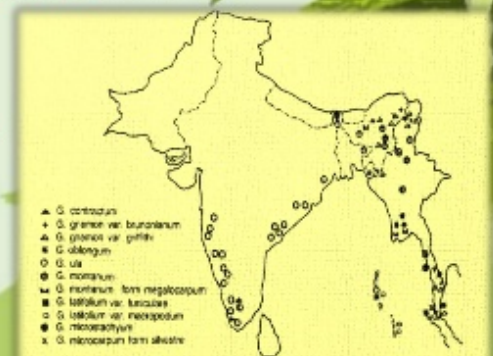 G. contractum
G. gnemon var. brunonianum
G. gnemon var. griffithii
G. oblongum
G. ula
G. montanum
G. montanum form megalocarpum
G. latifolium var. funiculare
G. latifolium var. macropodum
G. microstachyum
G. microcarpum form silvestre